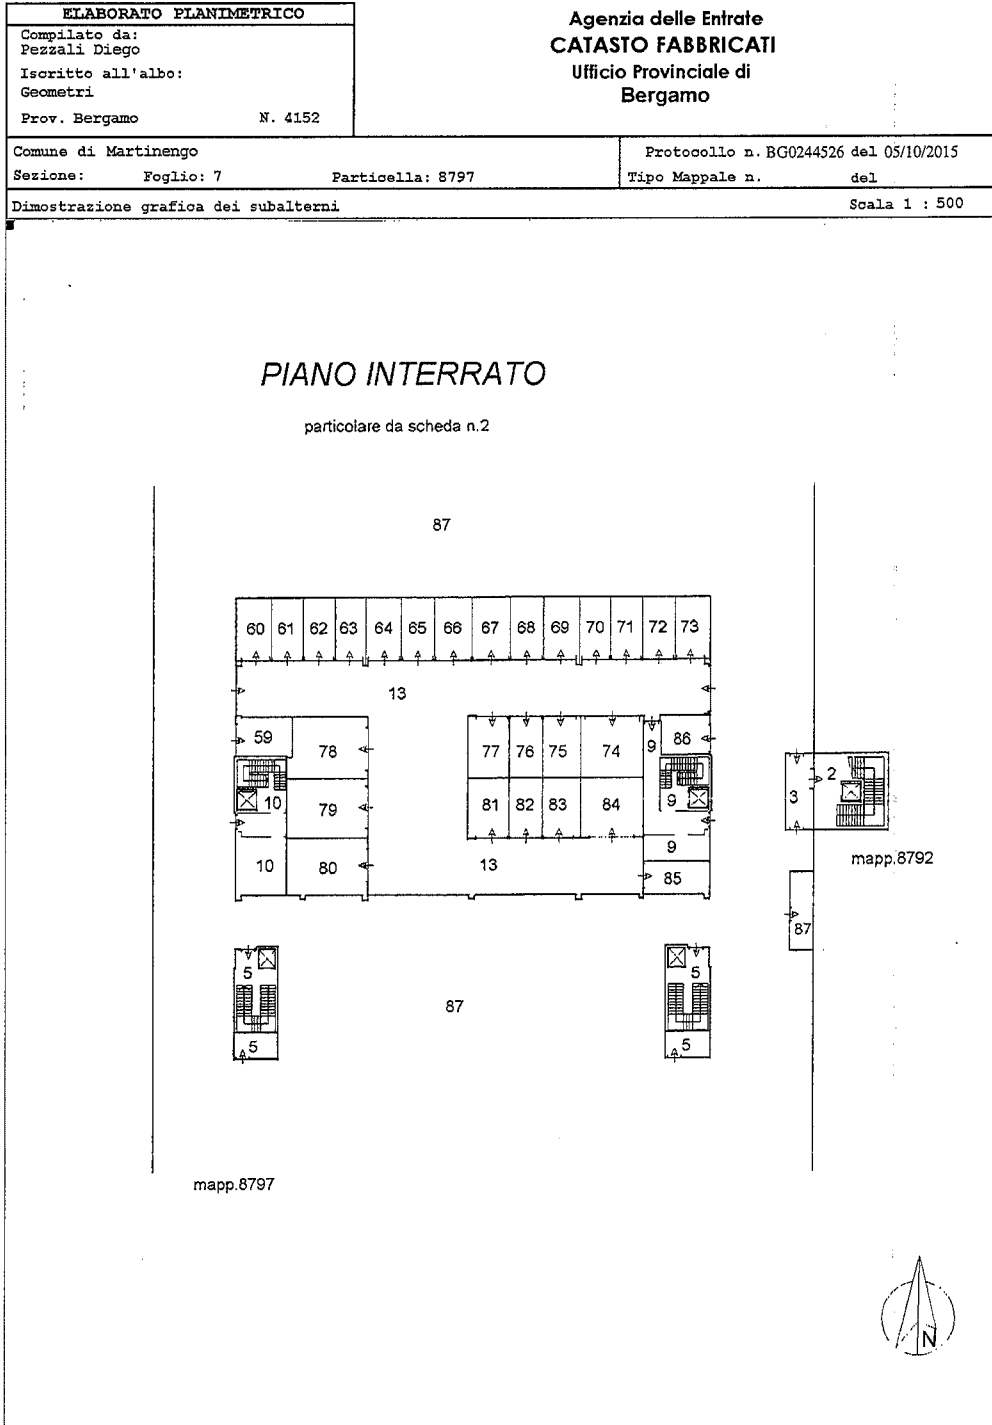 ELABORATO PLANIMETRICO
Compilato da:
Pezzali Diego
Iscritto all'albo:
Geometri
Prov. Bergamo N. 4152
Agenzia delle Entrate
CATASTO FABBRICATI
Ufficio Provinciale di
Bergamo
Comune di Martinengo
Sezione: Foglio: 7 Particella: 8797
Protocollo n. BG0244526 del 05/10/2015
Tipo Mappale n. del
Dimostrazione grafica dei subalterni
Scala 1 : 500
PIANO INTERRATO
particolare da scheda n.2
87
60 61 62 63 64 65 66 67 68 69 70 71 72 73
13
59 78 77 76 75 74 9 86
10 79 81 82 83 84 9
3 2
mapp.8792
10 80 13 9
85
87
5 5
87
5 5
mapp.8797
N